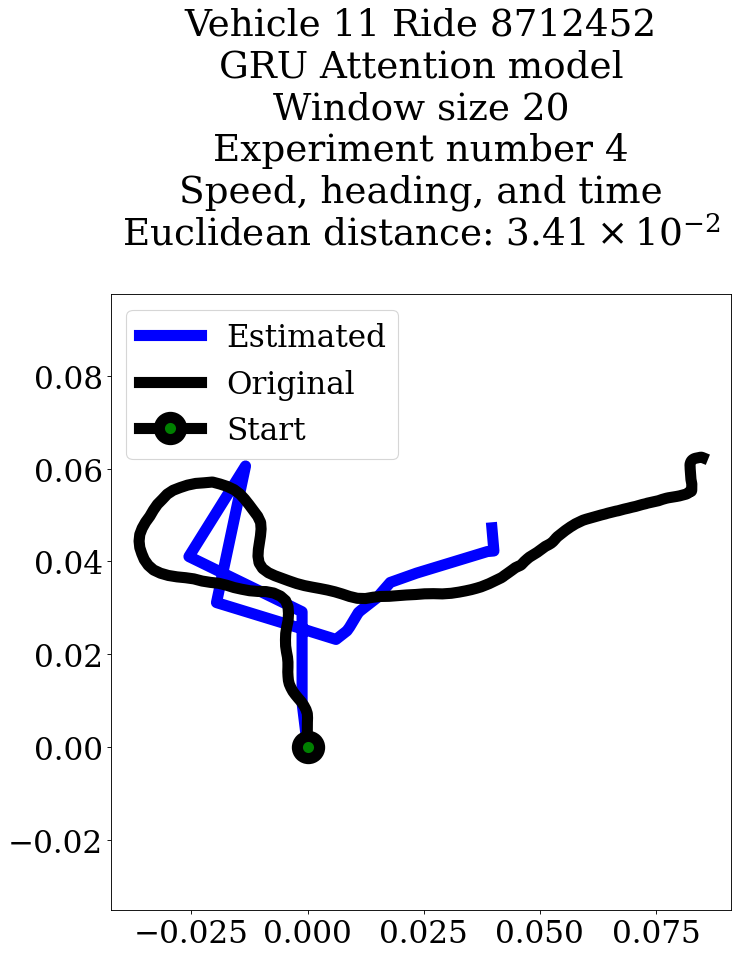 Vehicle 11 Ride 8712452
GRU Attention model
Window size 20
Experiment number 4
Speed, heading, and time
Euclidean distance: 3.41 × 10⁻²
Estimated
Original
Start
0.08
0.06
0.04
0.02
0.00
−0.02
−0.025 0.000 0.025 0.050 0.075